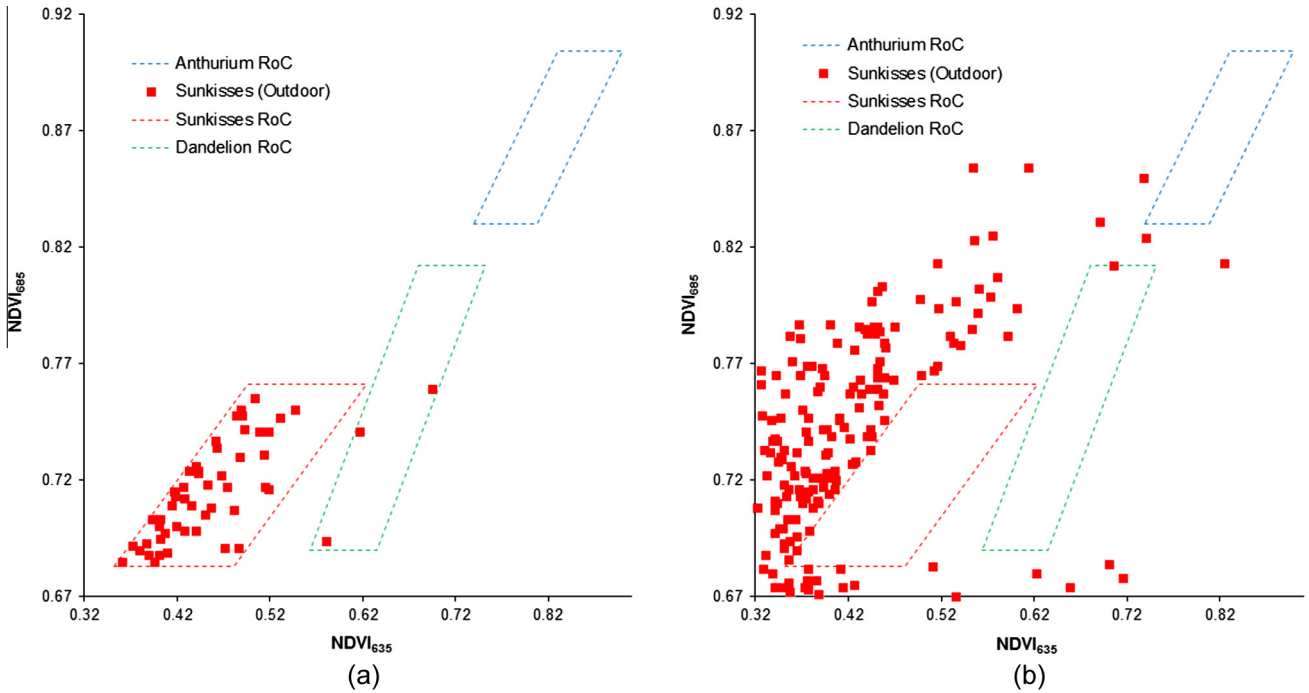 0.92
0.87
0.82
0.77
0.72
0.67
NDVI685
Anthurium RoC
Sunkisses (Outdoor)
Sunkisses RoC
Dandelion RoC
0.32 0.42 0.52 0.62 0.72 0.82
NDVI635
(a)
0.92
0.87
0.82
0.77
0.72
0.67
NDVI685
Anthurium RoC
Sunkisses (Outdoor)
Sunkisses RoC
Dandelion RoC
0.32 0.42 0.52 0.62 0.72 0.82
NDVI635
(b)